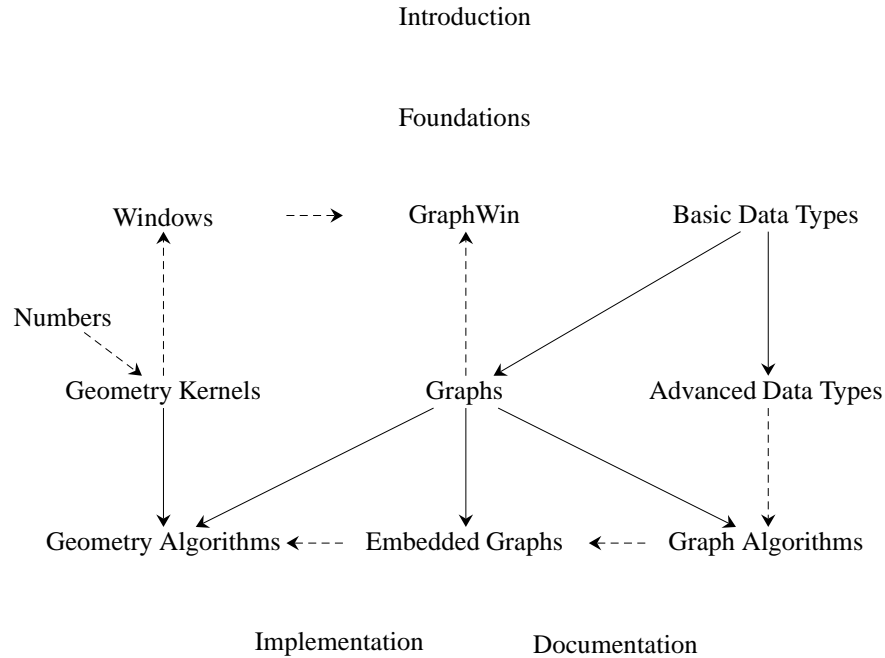 Introduction
Foundations
Windows
GraphWin
Basic Data Types
Numbers
Geometry Kernels
Graphs
Advanced Data Types
Geometry Algorithms
Embedded Graphs
Graph Algorithms
Implementation
Documentation